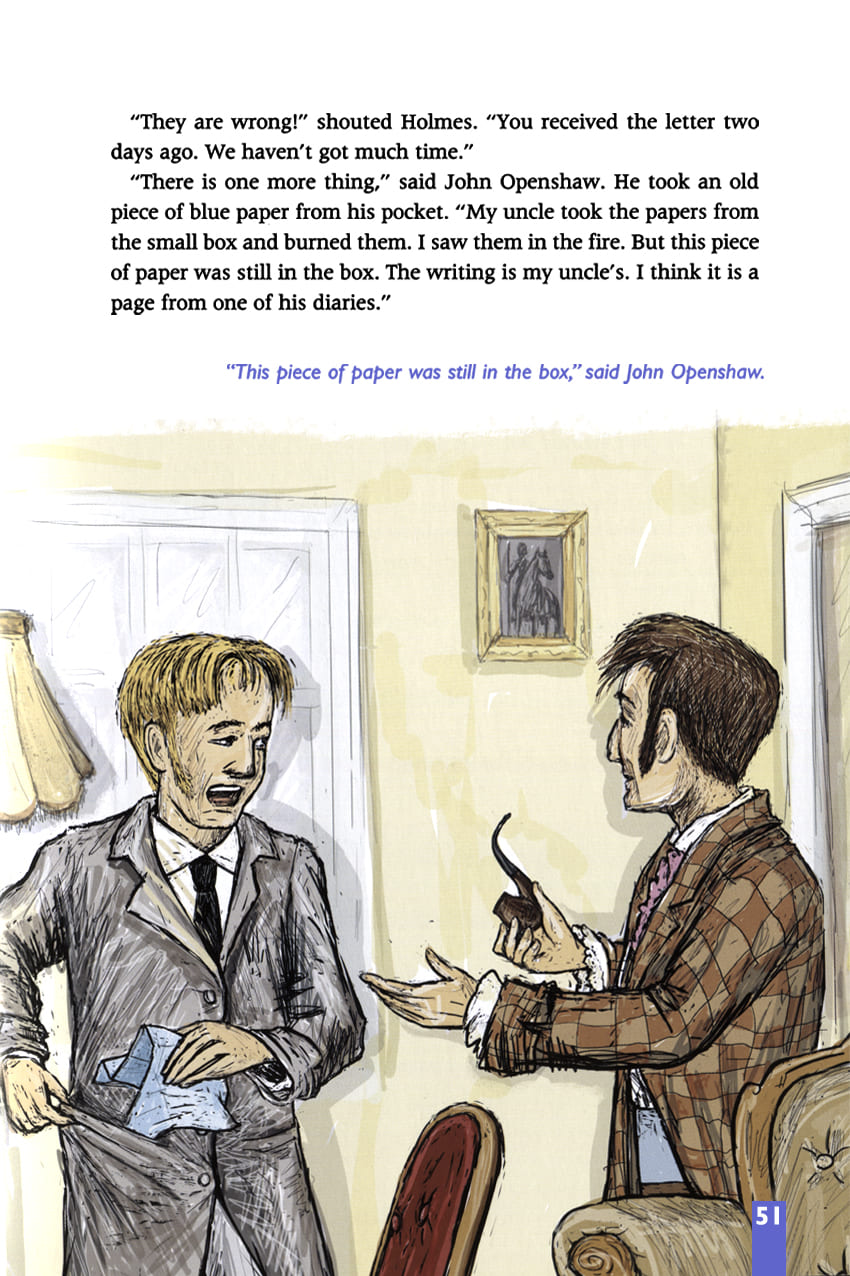 “They are wrong!” shouted Holmes. “You received the letter two
days ago. We haven’t got much time.”
“There is one more thing,” said John Openshaw. He took an old
piece of blue paper from his pocket. “My uncle took the papers from
the small box and burned them. I saw them in the fire. But this piece
of paper was still in the box. The writing is my uncle’s. I think it is a
page from one of his diaries.”
“This piece of paper was still in the box,” said John Openshaw.
51